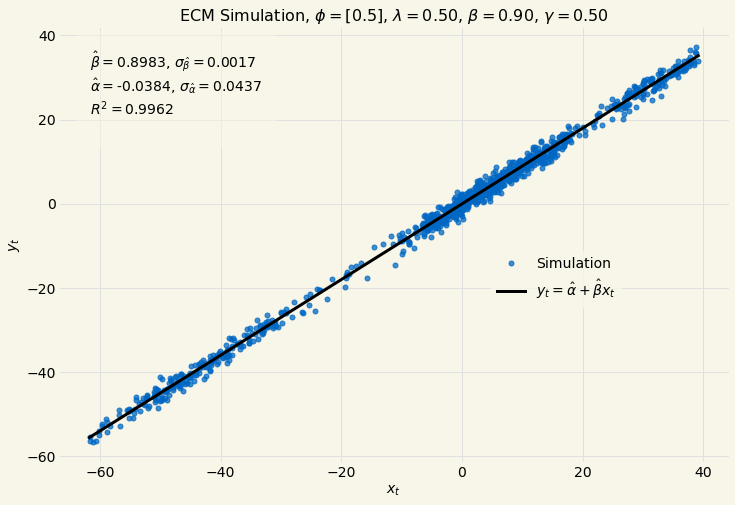 ECM Simulation, ϕ = [0.5], λ = 0.50, β = 0.90, γ = 0.50
40
β̂ = 0.8983, σ_β̂ = 0.0017
α̂ = -0.0384, σ_α̂ = 0.0437
R² = 0.9962
20
0
y_t
Simulation
y_t = α̂ + β̂x_t
−20
−40
−60
−60 −40 −20 0 20 40
x_t